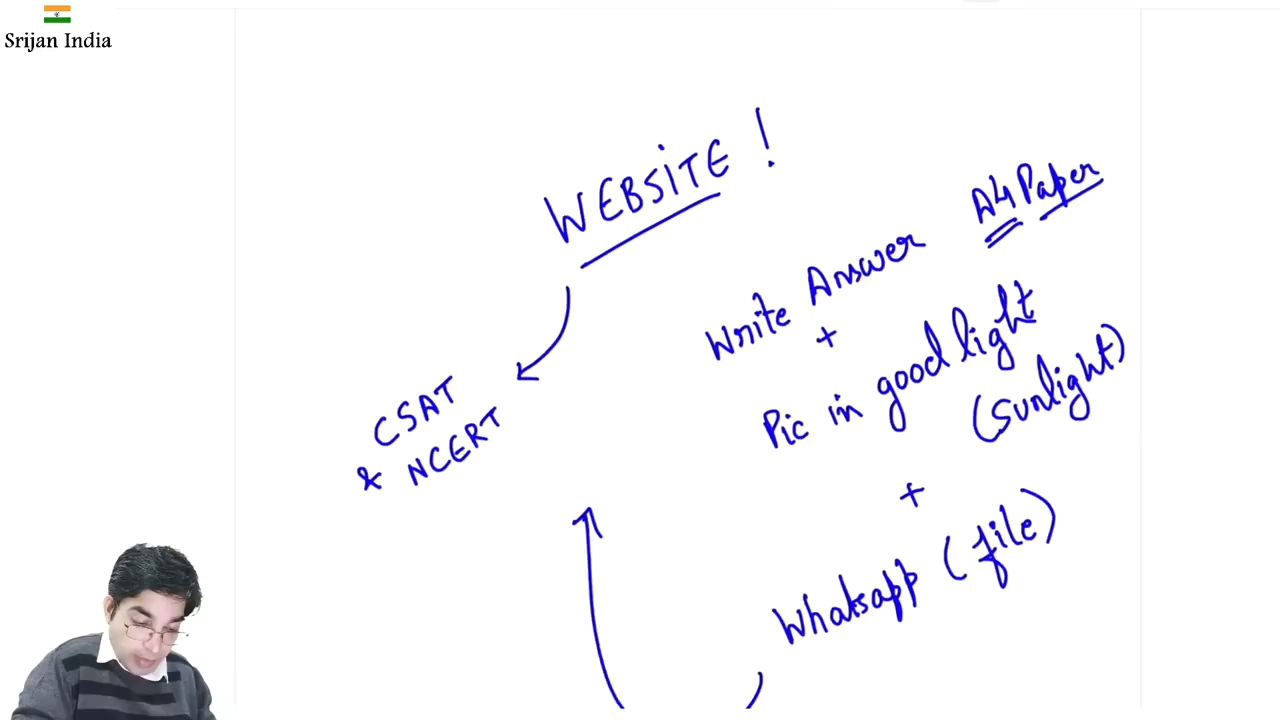 Srijan India
WEBSITE !
A4 Paper
Write Answer
+
Pic in good light
(Sunlight)
CSAT
& NCERT
+
Whatsapp (file)